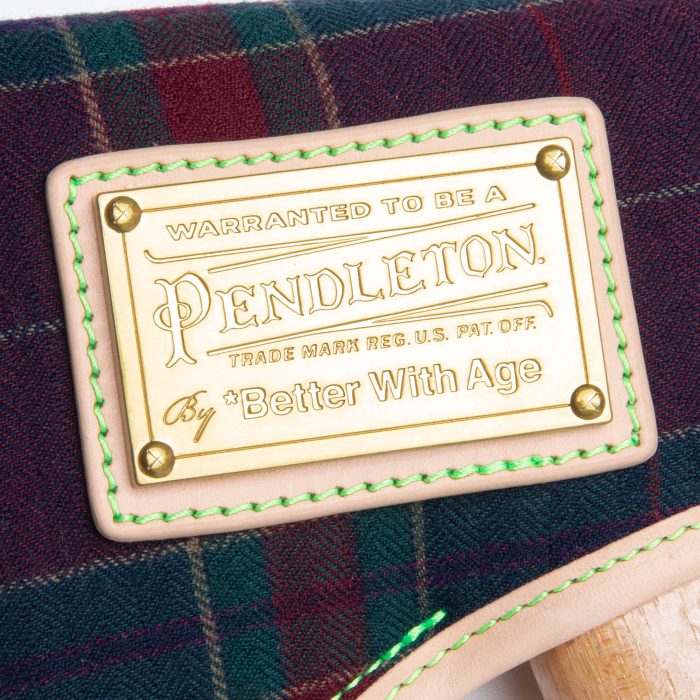 WARRANTED TO BE A
PENDLETON.
TRADE MARK REG. U.S. PAT. OFF.
By *Better With Age